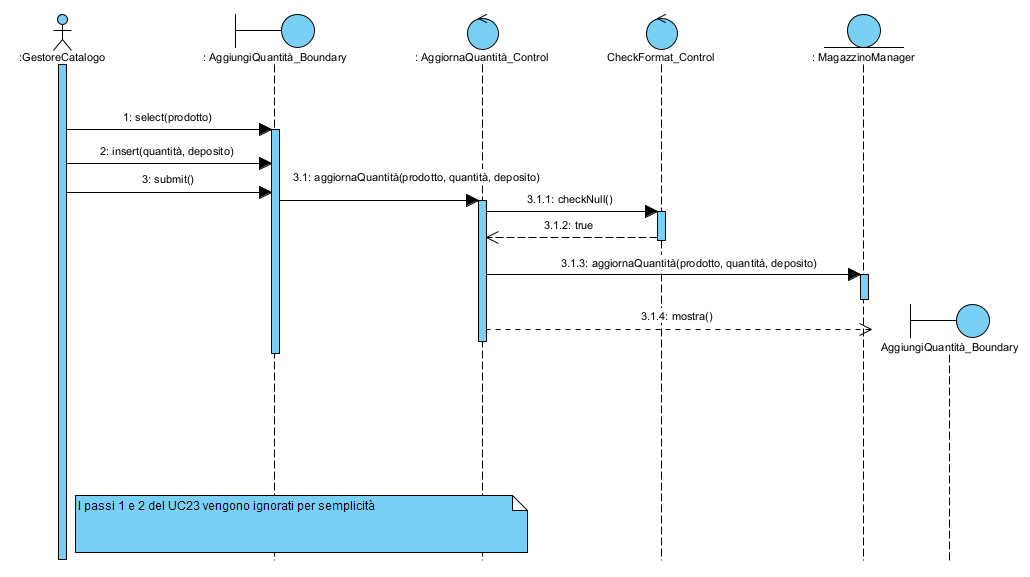 :GestoreCatalogo
: AggiungiQuantità_Boundary
: AggiornaQuantità_Control
CheckFormat_Control
: MagazzinoManager
1: select(prodotto)
2: insert(quantità, deposito)
3: submit()
3.1: aggiornaQuantità(prodotto, quantità, deposito)
3.1.1: checkNull()
3.1.2: true
3.1.3: aggiornaQuantità(prodotto, quantità, deposito)
3.1.4: mostra()
AggiungiQuantità_Boundary
I passi 1 e 2 del UC23 vengono ignorati per semplicità